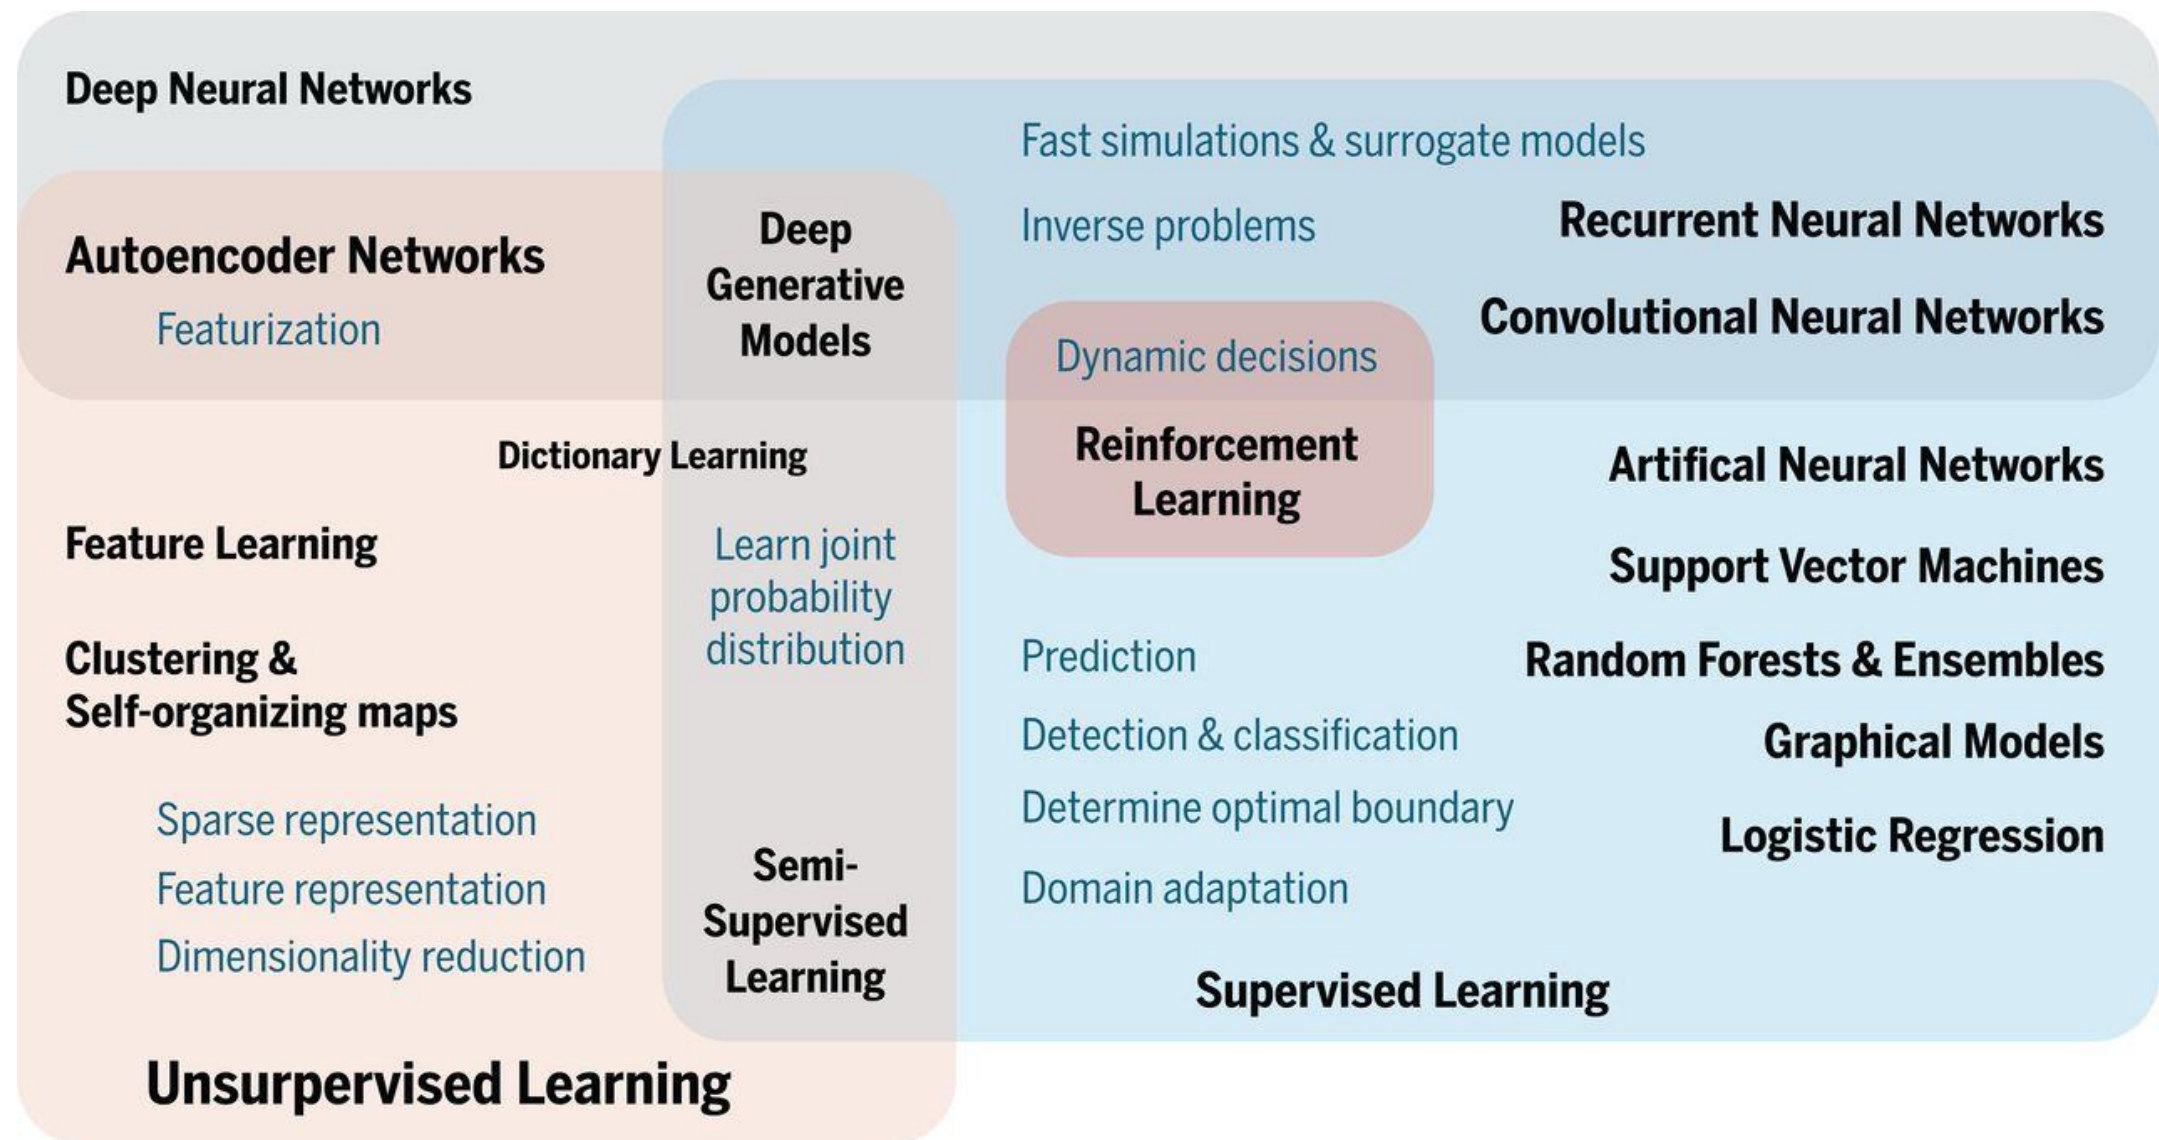 Deep Neural Networks
Autoencoder Networks
Featurization
Deep
Generative
Models
Fast simulations & surrogate models
Inverse problems
Recurrent Neural Networks
Convolutional Neural Networks
Dynamic decisions
Reinforcement
Learning
Dictionary Learning
Feature Learning
Clustering &
Self-organizing maps
Sparse representation
Feature representation
Dimensionality reduction
Learn joint
probability
distribution
Semi-
Supervised
Learning
Artifical Neural Networks
Support Vector Machines
Prediction
Random Forests & Ensembles
Detection & classification
Graphical Models
Determine optimal boundary
Logistic Regression
Domain adaptation
Supervised Learning
Unsurpervised Learning